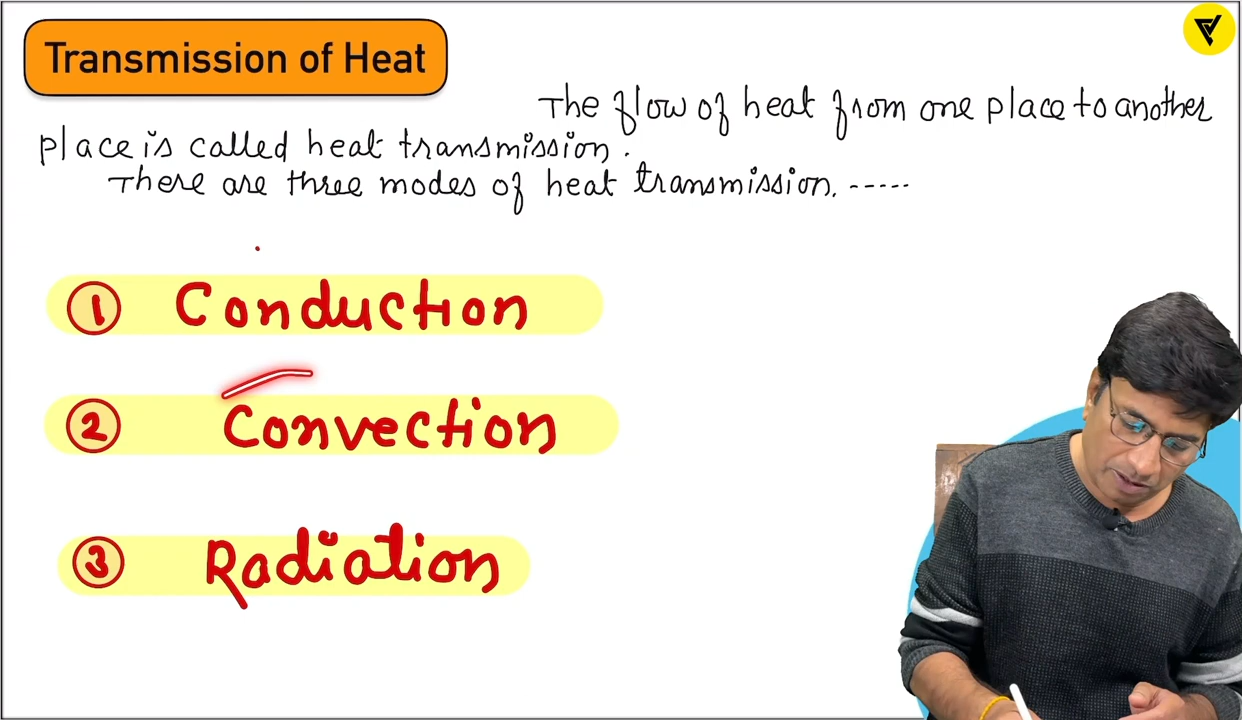 Transmission of Heat
The flow of heat from one place to another
place is called heat transmission.
There are three modes of heat transmission. -----
① Conduction
② Convection
③ Radiation